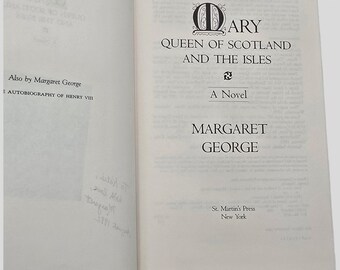 Also by Margaret George
E AUTOBIOGRAPHY OF HENRY VIII
MARY
QUEEN OF SCOTLAND
AND THE ISLES
A Novel
MARGARET
GEORGE
St. Martin's Press
New York